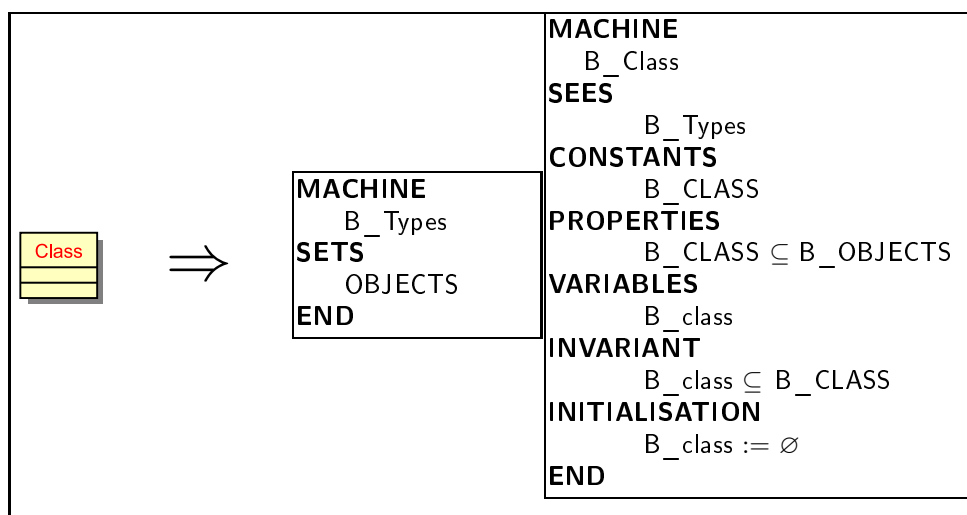 Class
⇒
MACHINE
B_Types
SETS
OBJECTS
END
MACHINE
B_Class
SEES
B_Types
CONSTANTS
B_CLASS
PROPERTIES
B_CLASS ⊆ B_OBJECTS
VARIABLES
B_class
INVARIANT
B_class ⊆ B_CLASS
INITIALISATION
B_class := ∅
END